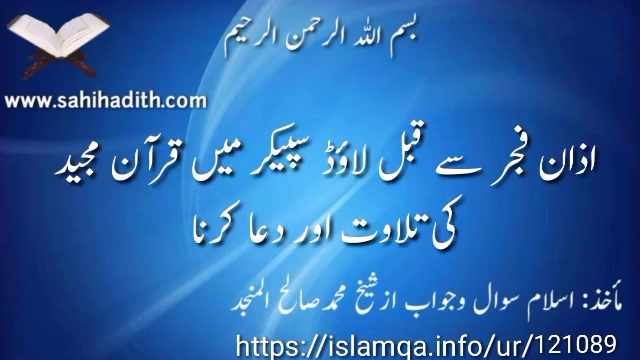 بسم اللہ الرحمن الرحیم
www.sahihadith.com
اذان فجر سے قبل لاؤڈ سپیکر میں قرآن مجید
کی تلاوت اور دعا کرنا
مأخذ: اسلام سوال وجواب از شیخ محمد صالح المنجد
https://islamqa.info/ur/121089